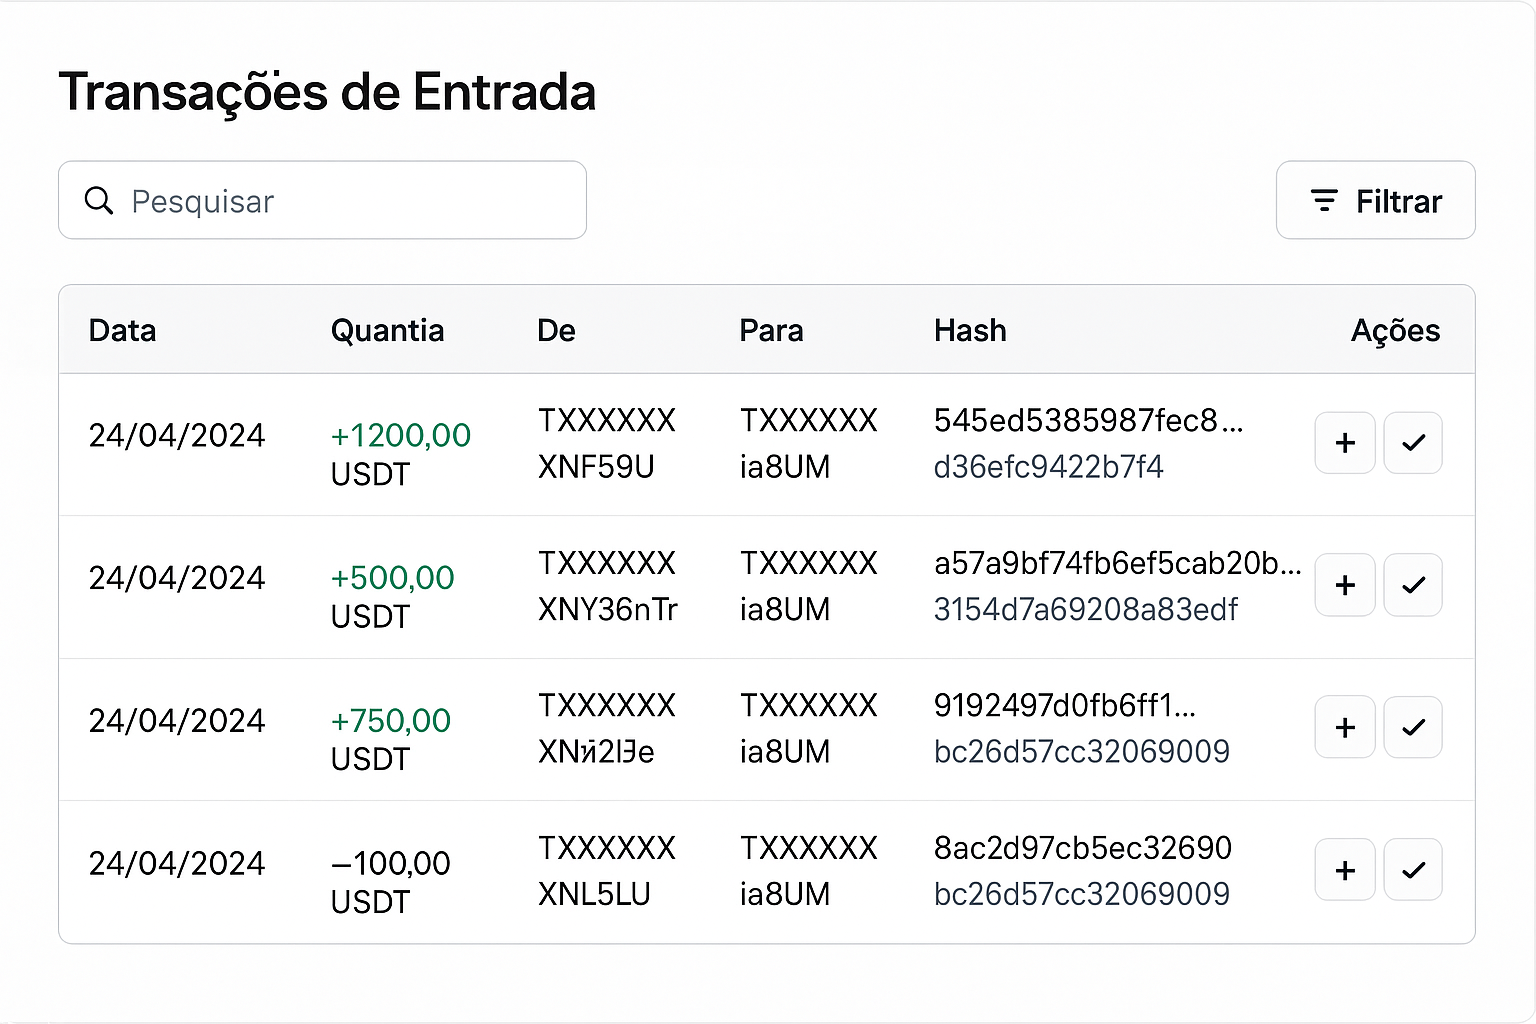 Transações de Entrada
Pesquisar
Filtrar
Data Quantia De Para Hash Ações
24/04/2024 +1200,00 USDT TXXXXXX XNF59U TXXXXXX ia8UM 545ed5385987fec8... d36efc9422b7f4
24/04/2024 +500,00 USDT TXXXXXX XNY36nTr TXXXXXX ia8UM a57a9bf74fb6ef5cab20b... 3154d7a69208a83edf
24/04/2024 +750,00 USDT TXXXXXX TXXXXXX ia8UM 9192497d0fb6ff1... bc26d57cc32069009
24/04/2024 –100,00 USDT TXXXXXX XNL5LU TXXXXXX ia8UM 8ac2d97cb5ec32690 bc26d57cc32069009